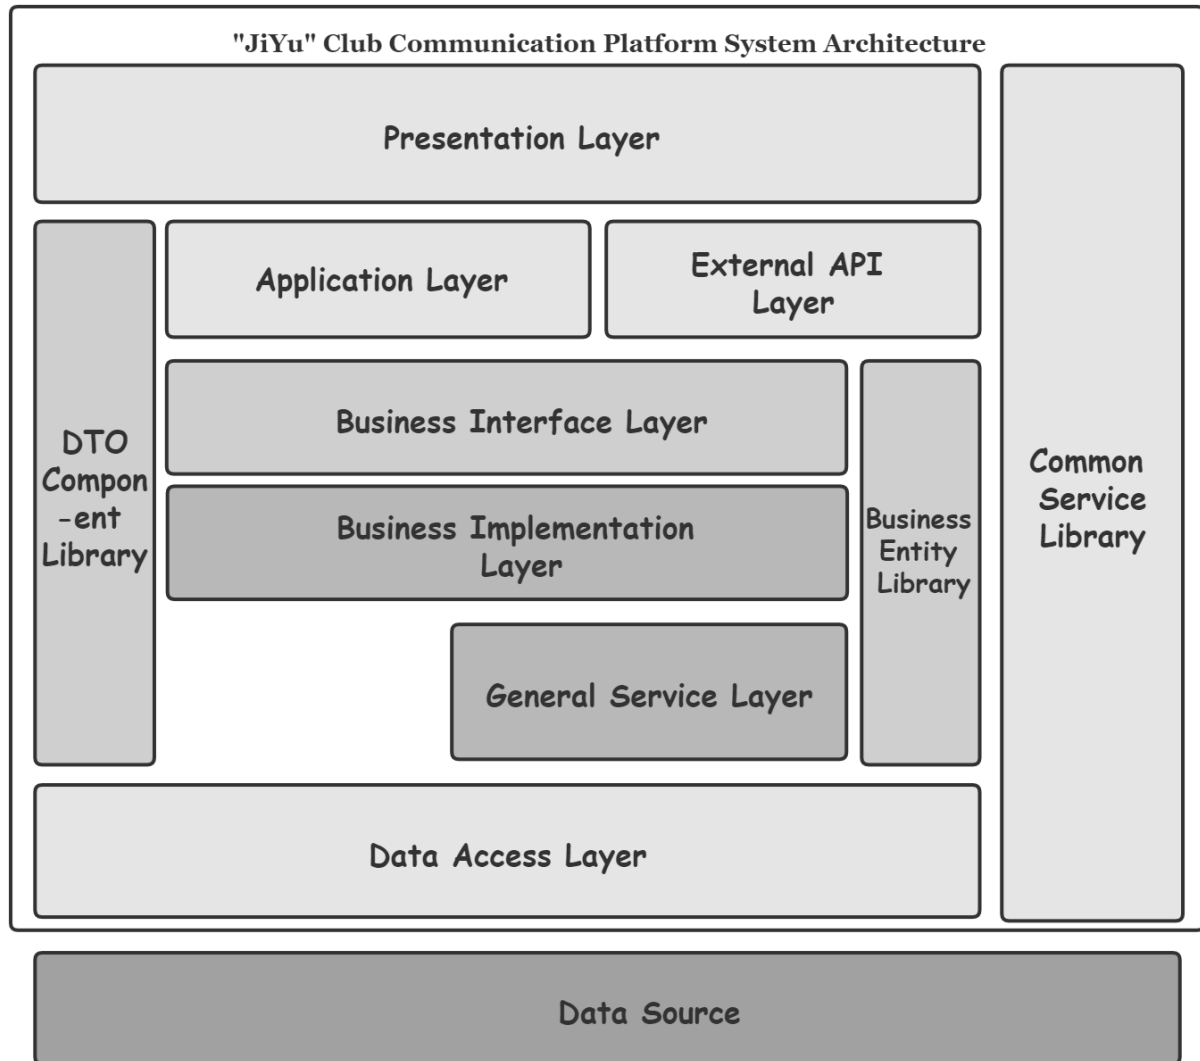 "JiYu" Club Communication Platform System Architecture
Presentation Layer
Application Layer
External API
Layer
DTO
Compon
-ent
Library
Business Interface Layer
Business Implementation
Layer
General Service Layer
Business
Entity
Library
Common
Service
Library
Data Access Layer
Data Source